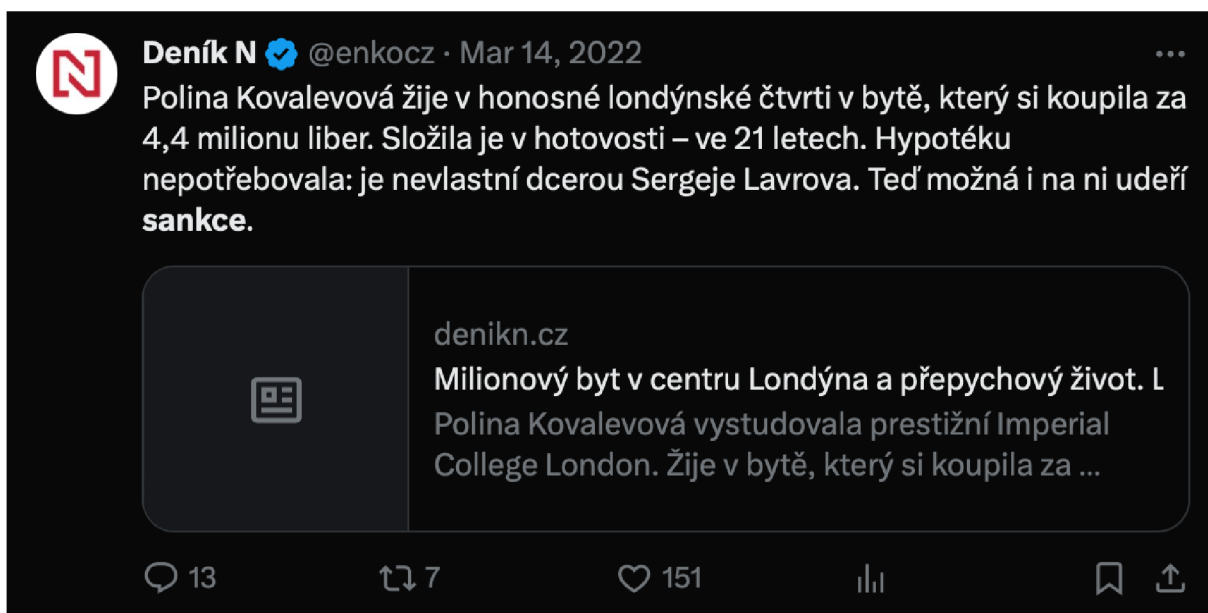 Deník N @enkocz · Mar 14, 2022
Polina Kovalevová žije v honosné londýnské čtvrti v bytě, který si koupila za
4,4 milionu liber. Složila je v hotovosti – ve 21 letech. Hypotéku
nepotřebovala: je nevlastní dcerou Sergeje Lavrova. Teď možná i na ni udeří
sankce.
denikn.cz
Milionový byt v centru Londýna a přepychový život. L
Polina Kovalevová vystudovala prestižní Imperial
College London. Žije v bytě, který si koupila za ...
13 7 151